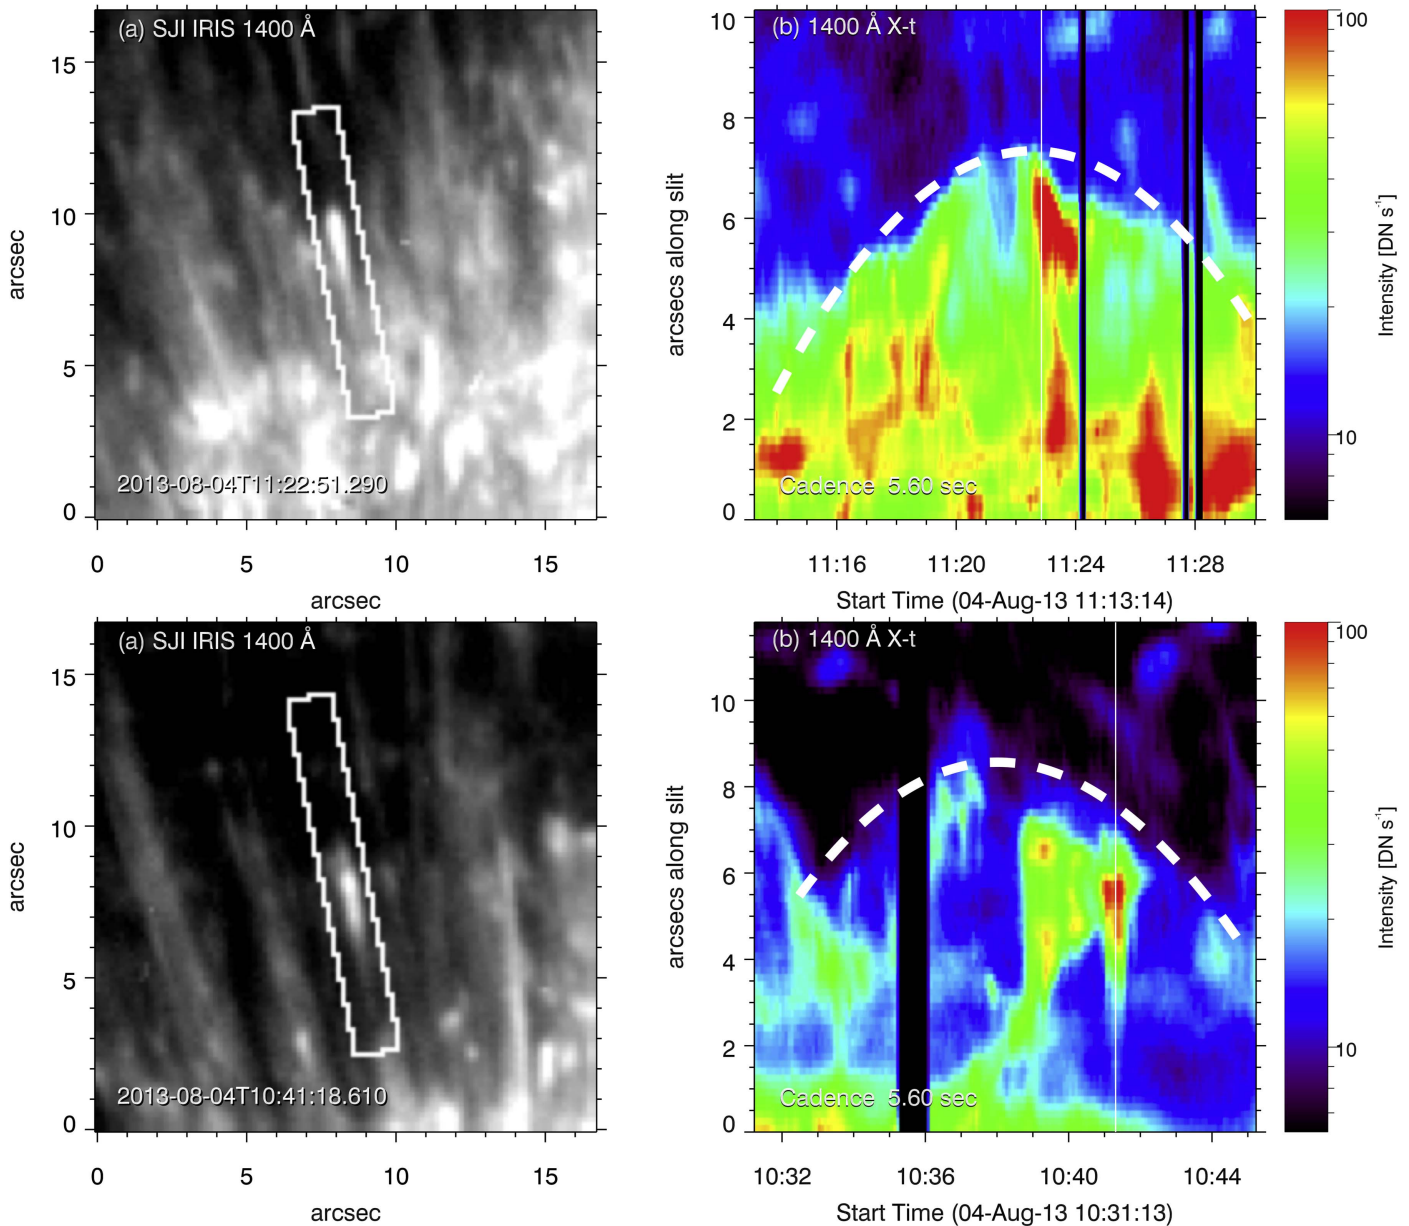 (a) SJI IRIS 1400 Å
15
10
5
0
arcsec
2013-08-04T11:22:51.290
0 5 10 15
arcsec
(b) 1400 Å X-t
10
8
6
4
2
0
arcsecs along slit
Cadence 5.60 sec
11:16 11:20 11:24 11:28
Start Time (04-Aug-13 11:13:14)
100
10
Intensity [DN s⁻¹]
(a) SJI IRIS 1400 Å
15
10
5
0
arcsec
2013-08-04T10:41:18.610
0 5 10 15
arcsec
(b) 1400 Å X-t
10
8
6
4
2
0
arcsecs along slit
Cadence 5.60 sec
10:32 10:36 10:40 10:44
Start Time (04-Aug-13 10:31:13)
100
10
Intensity [DN s⁻¹]